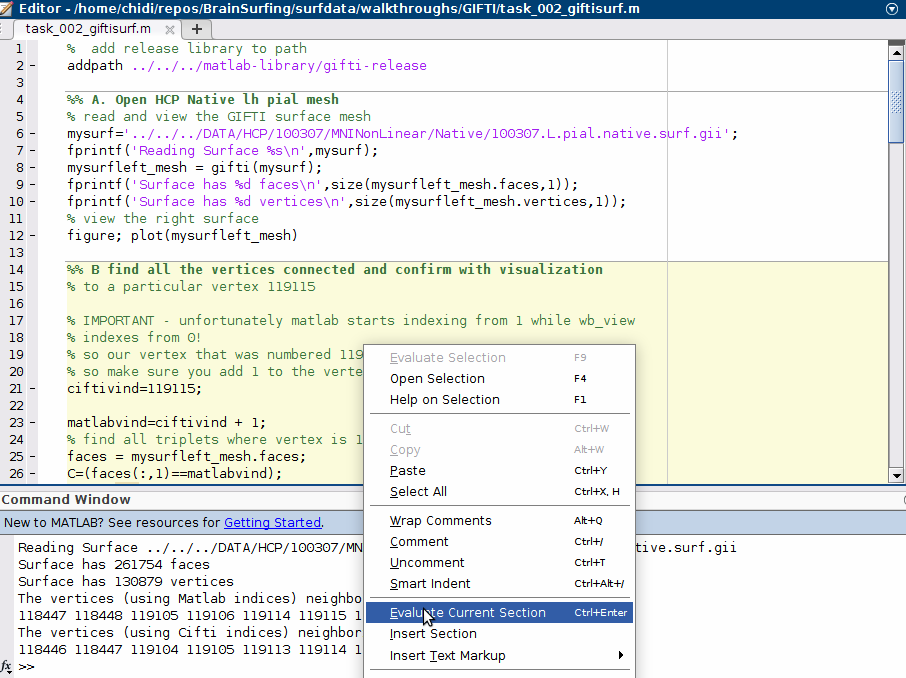 Editor - /home/chidi/repos/BrainSurfing/surfdata/walkthroughs/GIFTI/task_002_giftisurf.m
task_002_giftisurf.m × +
1 % add release library to path
2 - addpath ../../../matlab-library/gifti-release
3
4 %% A. Open HCP Native lh pial mesh
5 % read and view the GIFTI surface mesh
6 - mysurf='../../../DATA/HCP/100307/MNINonLinear/Native/100307.L.pial.native.surf.gii';
7 - fprintf('Reading Surface %s\n',mysurf);
8 - mysurfleft_mesh = gifti(mysurf);
9 - fprintf('Surface has %d faces\n',size(mysurfleft_mesh.faces,1));
10 - fprintf('Surface has %d vertices\n',size(mysurfleft_mesh.vertices,1));
11 % view the right surface
12 - figure; plot(mysurfleft_mesh)
13
14 %% B find all the vertices connected and confirm with visualization
15 % to a particular vertex 119115
16
17 % IMPORTANT - unfortunately matlab starts indexing from 1 while wb_view
18 % indexes from 0!
19 % so our vertex that was numbered 119
20 % so make sure you add 1 to the verte
21 - ciftivind=119115;
22
23 - matlabvind=ciftivind + 1;
24 % find all triplets where vertex is 1
25 - faces = mysurfleft_mesh.faces;
26 - C=(faces(:,1)==matlabvind);
Evaluate Selection F9
Open Selection F4
Help on Selection F1
Cut Ctrl+W
Copy Alt+W
Paste Ctrl+Y
Select All Ctrl+X, H
Wrap Comments Alt+Q
Comment Ctrl+/
Uncomment Ctrl+T
Smart Indent Ctrl+Alt+/
Evaluate Current Section Ctrl+Enter
Insert Section
Insert Text Markup
Command Window
New to MATLAB? See resources for Getting Started.
Reading Surface ../../../DATA/HCP/100307/MN tive.surf.gii
Surface has 261754 faces
Surface has 130879 vertices
The vertices (using Matlab indices) neighbo
118447 118448 119105 119106 119114 119115 1
The vertices (using Cifti indices) neighbor
118446 118447 119104 119105 119113 119114 1
fx >>